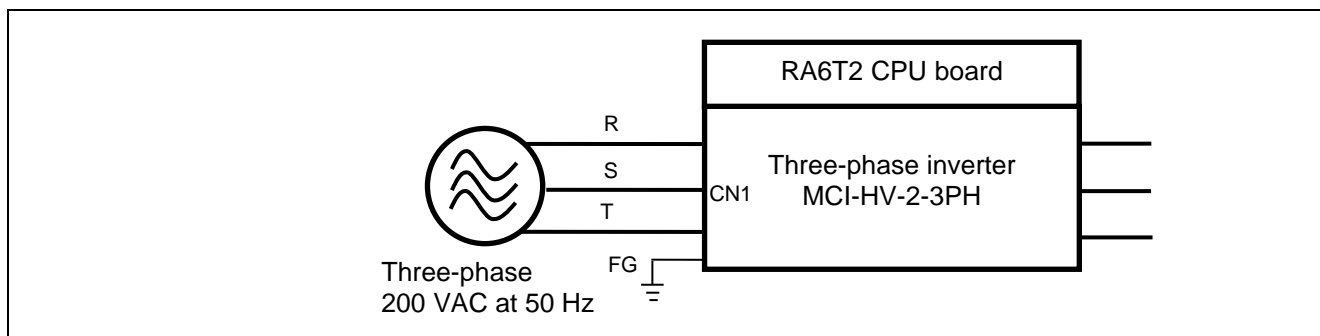 RA6T2 CPU board
R
S
T
FG
CN1
Three-phase inverter
MCI-HV-2-3PH
Three-phase
200 VAC at 50 Hz